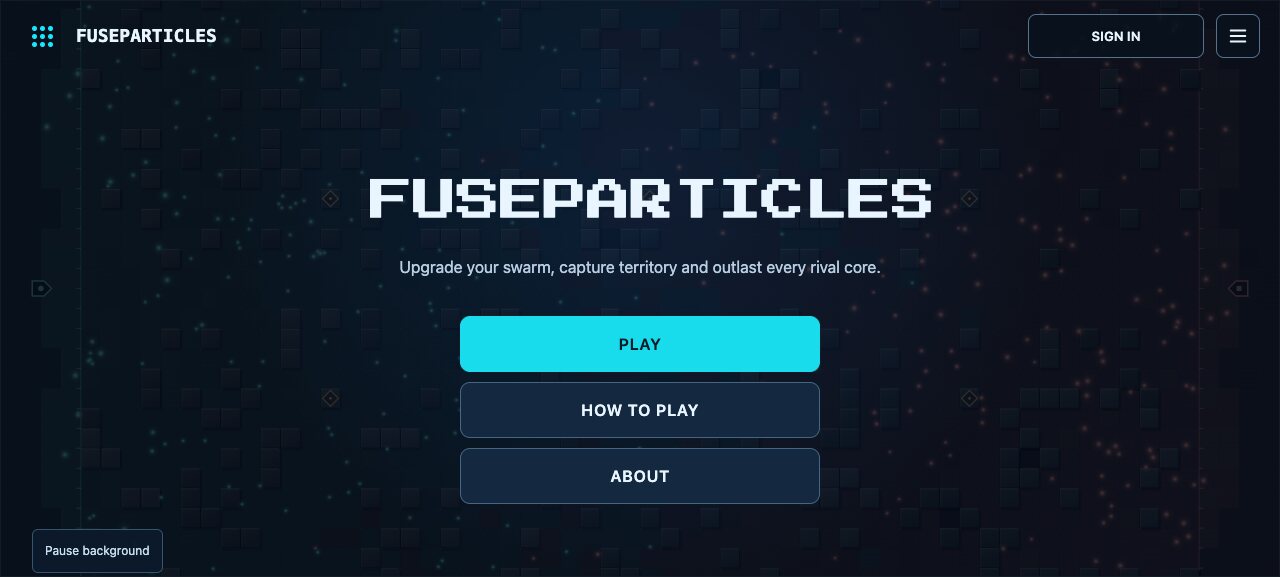 FUSEPARTICLES
SIGN IN
FUSEPARTICLES
Upgrade your swarm, capture territory and outlast every rival core.
PLAY
HOW TO PLAY
ABOUT
Pause background